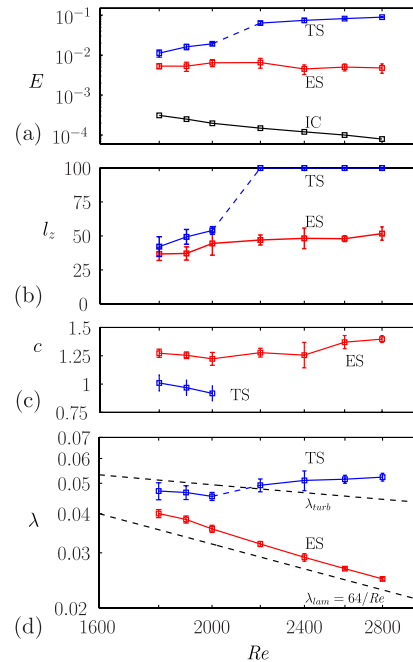 10⁻¹
TS
10⁻²
E
ES
10⁻³
IC
10⁻⁴
(a)
100
TS
75
l_z
ES
50
25
(b)
0
1.5
c
1.25
ES
1
TS
(c)
0.75
0.07
0.06
TS
0.05
λ_turb
λ
0.04
ES
0.03
λ_lam = 64/Re
(d)
0.02
1600 2000 2400 2800
Re